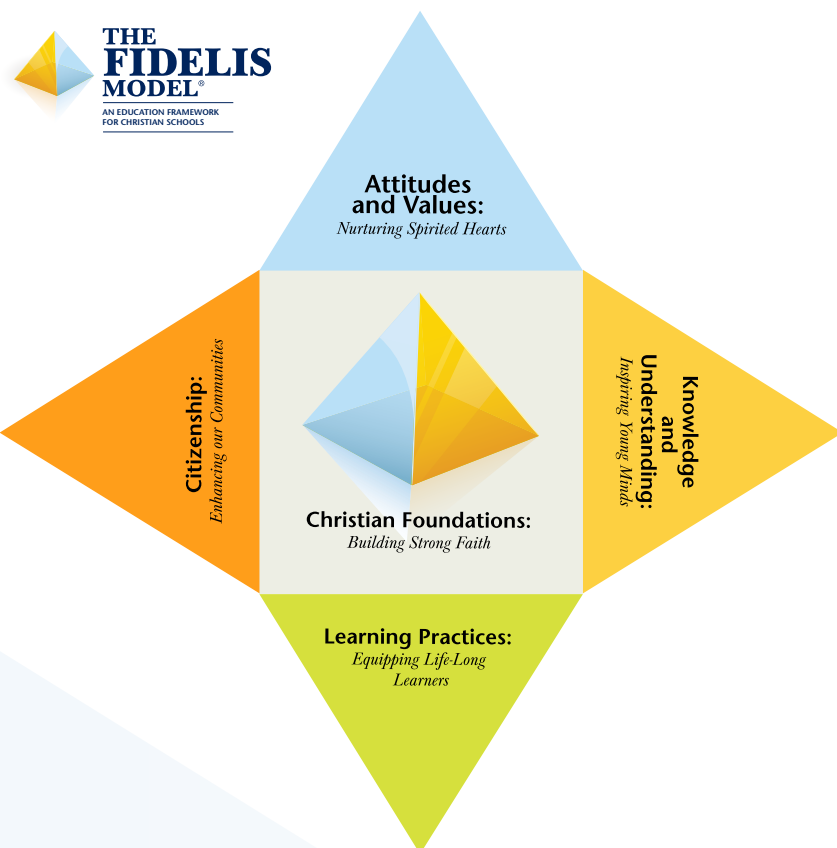 THE
FIDELIS
MODEL®
AN EDUCATION FRAMEWORK
FOR CHRISTIAN SCHOOLS
Attitudes
and Values:
Nurturing Spirited Hearts
Citizenship:
Enhancing our Communities
Knowledge
and
Understanding:
Inspiring Young Minds
Christian Foundations:
Building Strong Faith
Learning Practices:
Equipping Life-Long
Learners